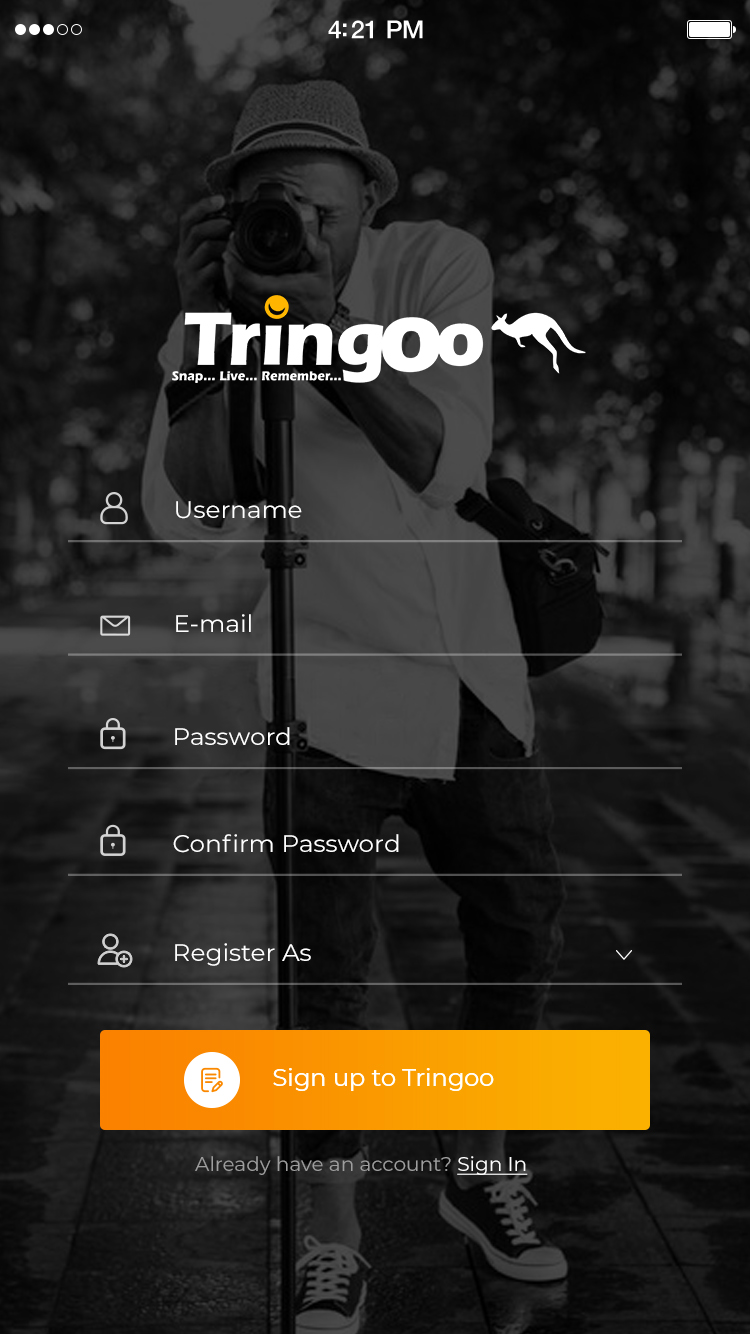 4:21 PM
TringOo
Snap... Live... Remember...
Username
E-mail
Password
Confirm Password
Register As
Sign up to Tringoo
Already have an account? Sign In